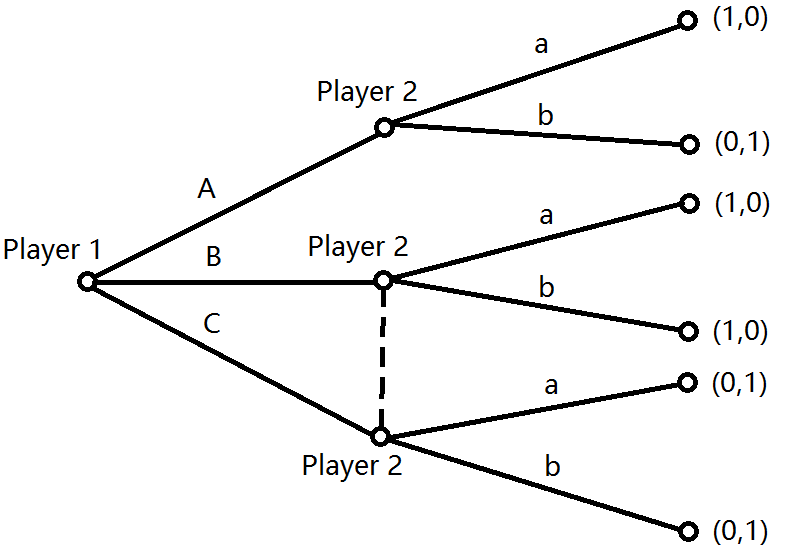 (1,0)
a
Player 2
b
(0,1)
A
(1,0)
a
Player 1
B
Player 2
b
(1,0)
C
a
(0,1)
Player 2
b
(0,1)